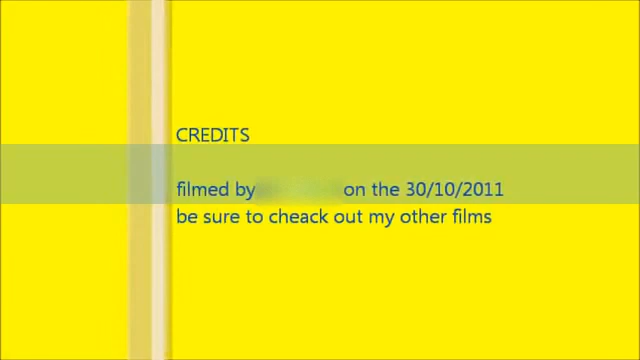 CREDITS
filmed by on the 30/10/2011
be sure to cheack out my other films